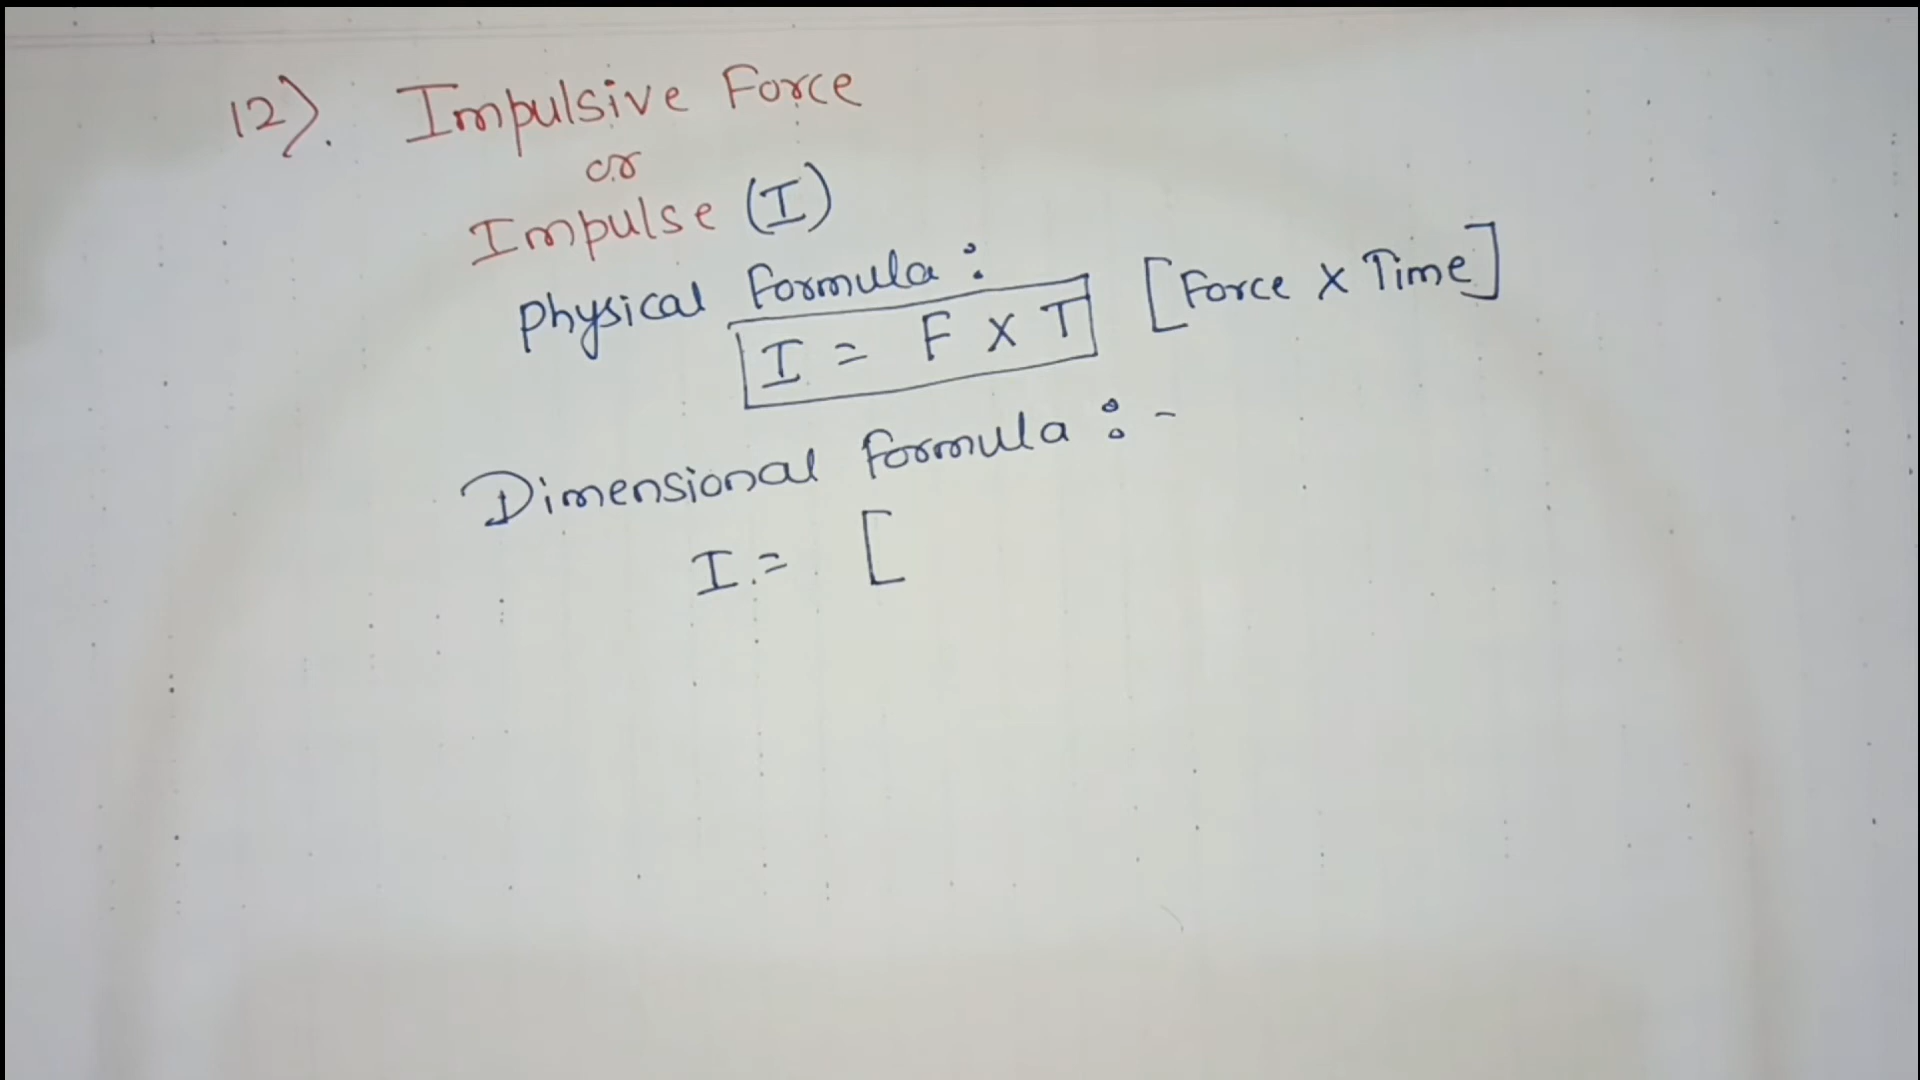 12). Impulsive Force
or
Impulse (I)
Physical formula :
I = F X T [Force X Time]
Dimensional formula : -
I = [